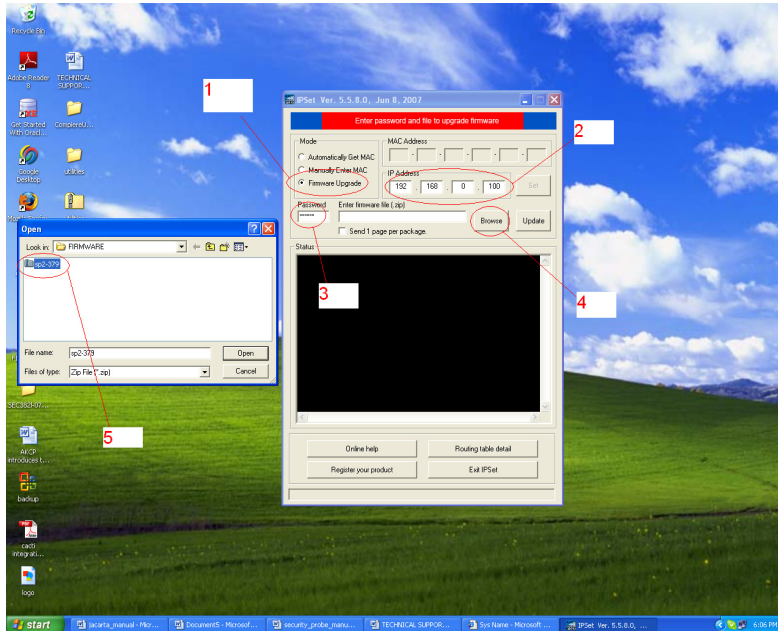 Recycle Bin
Adobe Reader
8
TECHNICAL
SUPPOR...
Get Started
With Oracl...
CompiereU...
Google
Desktop
utilities
1
2
3
4
5
IPSet Ver. 5.5.8.0, Jun 8, 2007
Enter password and file to upgrade firmware
Mode
Automatically Get MAC
Manually Enter MAC
Firmware Upgrade
MAC Address
IP Address
192 . 168 . 0 . 100
Set
Password
Enter firmware file (.zip)
Browse
Update
Send 1 page per package.
Status
Online help
Routing table detail
Register your product
Exit IPSet
Open
Look in: FIRMWARE
sp2-379
File name: sp2-379
Open
Files of type: Zip File (*.zip)
Cancel
SEC382I-07...
AKCP
introduces t...
backup
cacti
integrati...
logo
start
jacarta_manual - Micr...
Document5 - Microsof...
security_probe_manu...
TECHNICAL SUPPOR...
Sys Name - Microsoft ...
IPSet Ver. 5.5.8.0, ...
6:06 PM